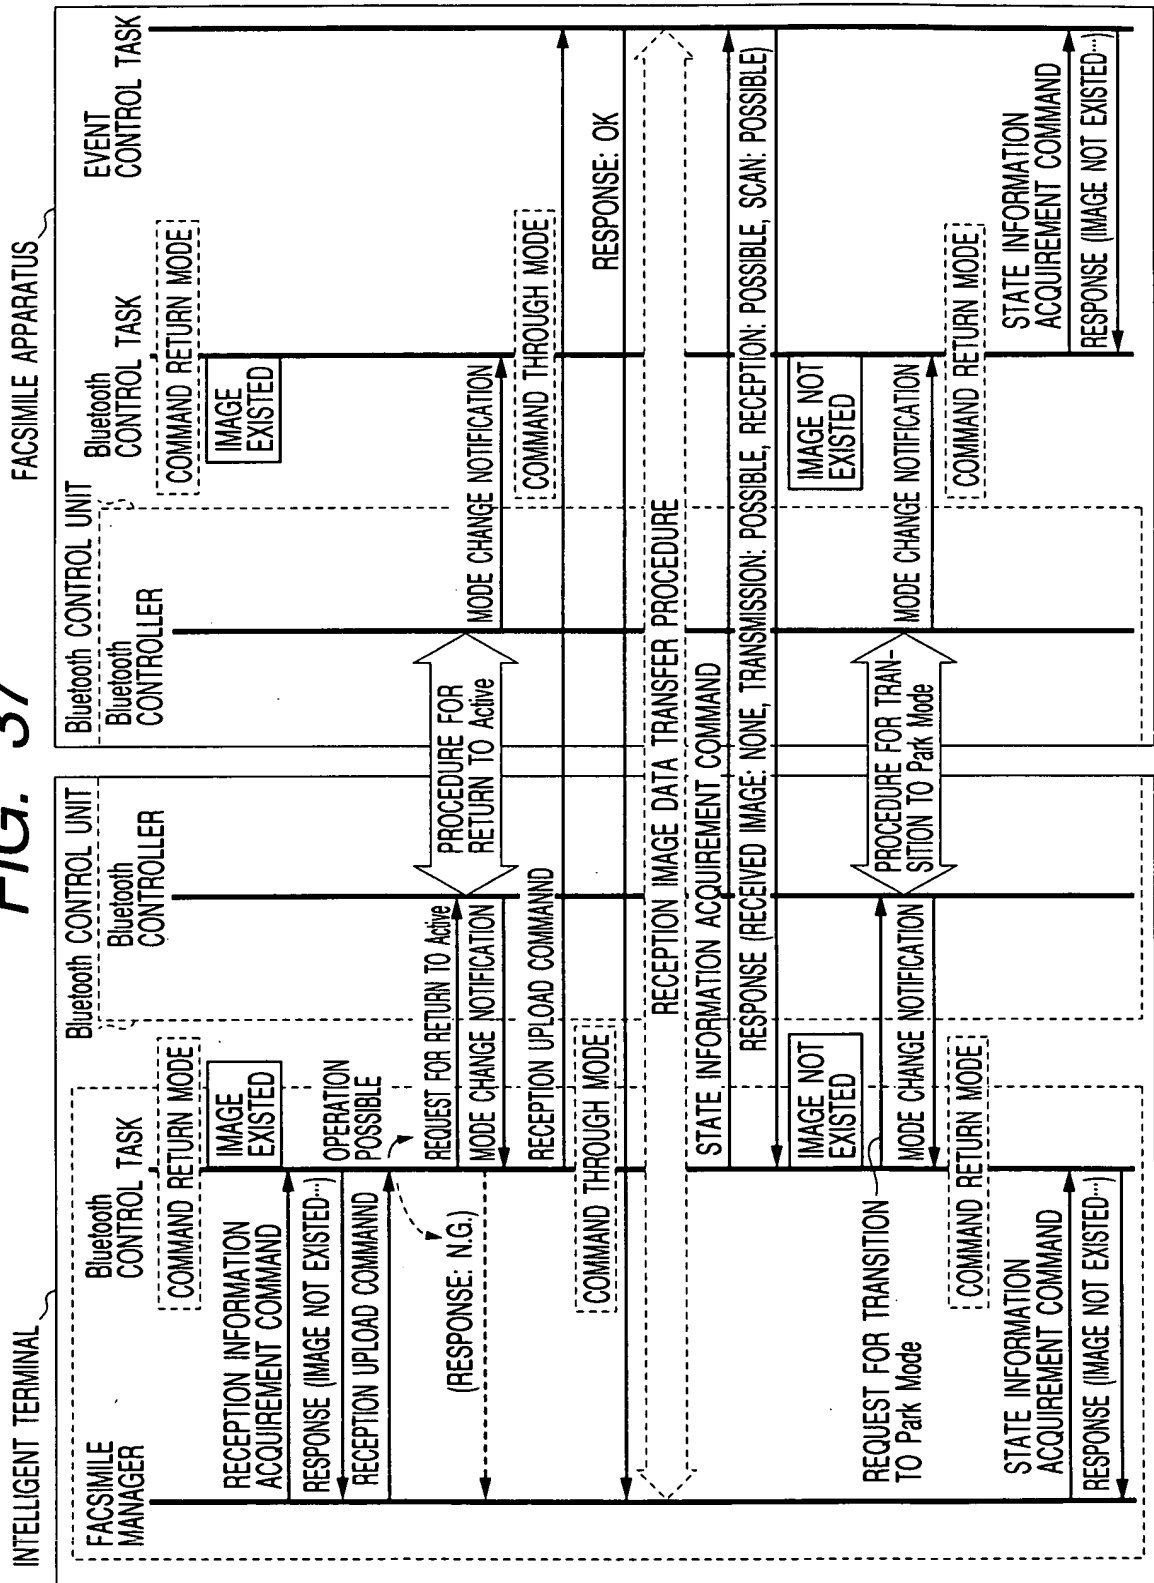 FIG. 37
INTELLIGENT TERMINAL
FACSIMILE APPARATUS
Bluetooth CONTROL UNIT
Bluetooth CONTROL UNIT
FACSIMILE
MANAGER
Bluetooth
CONTROL TASK
Bluetooth
CONTROLLER
Bluetooth
CONTROLLER
Bluetooth
CONTROL TASK
EVENT
CONTROL TASK
COMMAND RETURN MODE
COMMAND RETURN MODE
IMAGE
EXISTED
IMAGE
EXISTED
RECEPTION INFORMATION
ACQUIREMENT COMMAND
RESPONSE (IMAGE NOT EXISTED···)
RECEPTION UPLOAD COMMANND
OPERATION
POSSIBLE
REQUEST FOR RETURN TO Active
PROCEDURE FOR
RETURN TO Active
(RESPONSE: N.G.)
MODE CHANGE NOTIFICATION
MODE CHANGE NOTIFICATION
RECEPTION UPLOAD COMMANND
COMMAND THROUGH MODE
COMMAND THROUGH MODE
RESPONSE: OK
RECEPTION IMAGE DATA TRANSFER PROCEDURE
STATE INFORMATION ACQUIREMENT COMMAND
RESPONSE (RECEIVED IMAGE: NONE, TRANSMISSION: POSSIBLE, RECEPTION: POSSIBLE, SCAN: POSSIBLE)
IMAGE NOT
EXISTED
IMAGE NOT
EXISTED
REQUEST FOR TRANSITION
TO Park Mode
PROCEDURE FOR TRAN-
SITION TO Park Mode
MODE CHANGE NOTIFICATION
MODE CHANGE NOTIFICATION
COMMAND RETURN MODE
COMMAND RETURN MODE
STATE INFORMATION
ACQUIREMENT COMMAND
RESPONSE (IMAGE NOT EXISTED···)
STATE INFORMATION
ACQUIREMENT COMMAND
RESPONSE (IMAGE NOT EXISTED···)